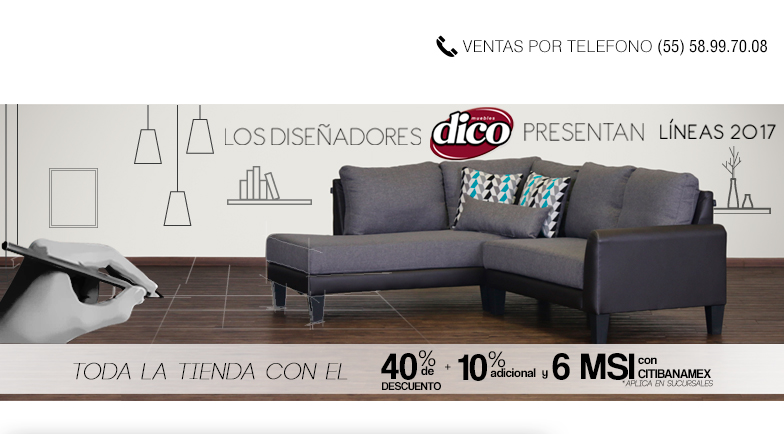 VENTAS POR TELEFONO (55) 58.99.70.08
LOS DISEÑADORES muebles dico PRESENTAN LÍNEAS 2017
TODA LA TIENDA CON EL 40% de DESCUENTO + 10% adicional y 6 MSI con CITIBANAMEX
*APLICA EN SUCURSALES